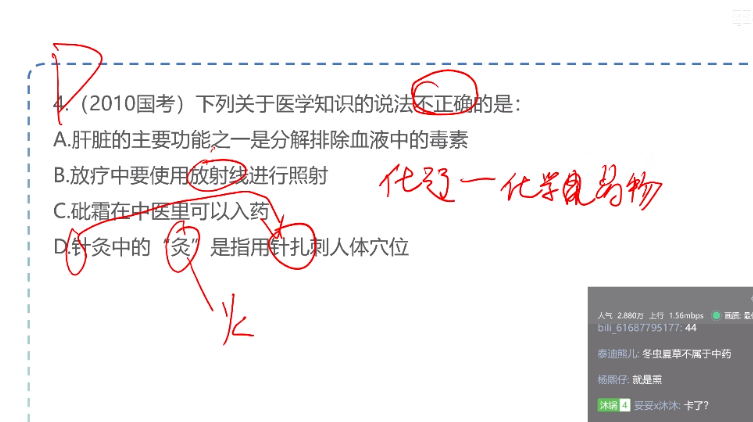 D
4.（2010国考）下列关于医学知识的说法不正确的是：
A.肝脏的主要功能之一是分解排除血液中的毒素
B.放疗中要使用放射线进行照射
化疗一化学药物
C.砒霜在中医里可以入药
D.针灸中的“灸”是指用针扎刺人体穴位
火
人气 2.880万 上行 1.56mbps 画质: 最
bili_61687795177: 44
泰迪熊儿: 冬虫夏草不属于中药
杨熙仔: 就是熏
沐锅 4 妥妥x沐沐: 卡了?